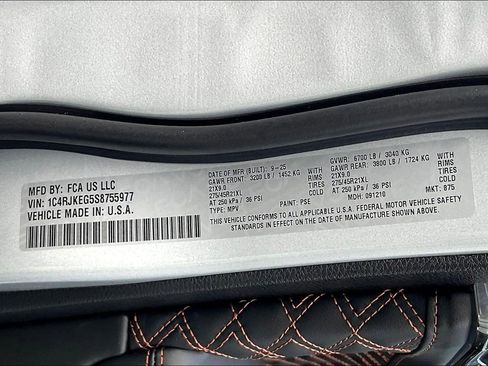 MFD BY: FCA US LLC
VIN: 1C4RJKEG5S8755977
VEHICLE MADE IN U.S.A.
DATE OF MFR (BUILT): 9-25
GAWR FRONT: 3200 LB / 1452 KG
21X9.0
275/45R21XL
AT 250 kPa / 36 PSI
TYPE: MPV
GVWR: 6700 LB / 3040 KG
GAWR REAR: 3800 LB / 1724 KG
21X9.0 TIRES
275/45R21XL COLD
AT 250 kPa / 36 PSI
TIRES
COLD
PAINT: PSE
MDH: 091210
MKT: 875
THIS VEHICLE CONFORMS TO ALL APPLICABLE U.S.A. FEDERAL MOTOR VEHICLE SAFETY
STANDARDS IN EFFECT ON THE DATE OF MANUFACTURE SHOWN ABOVE